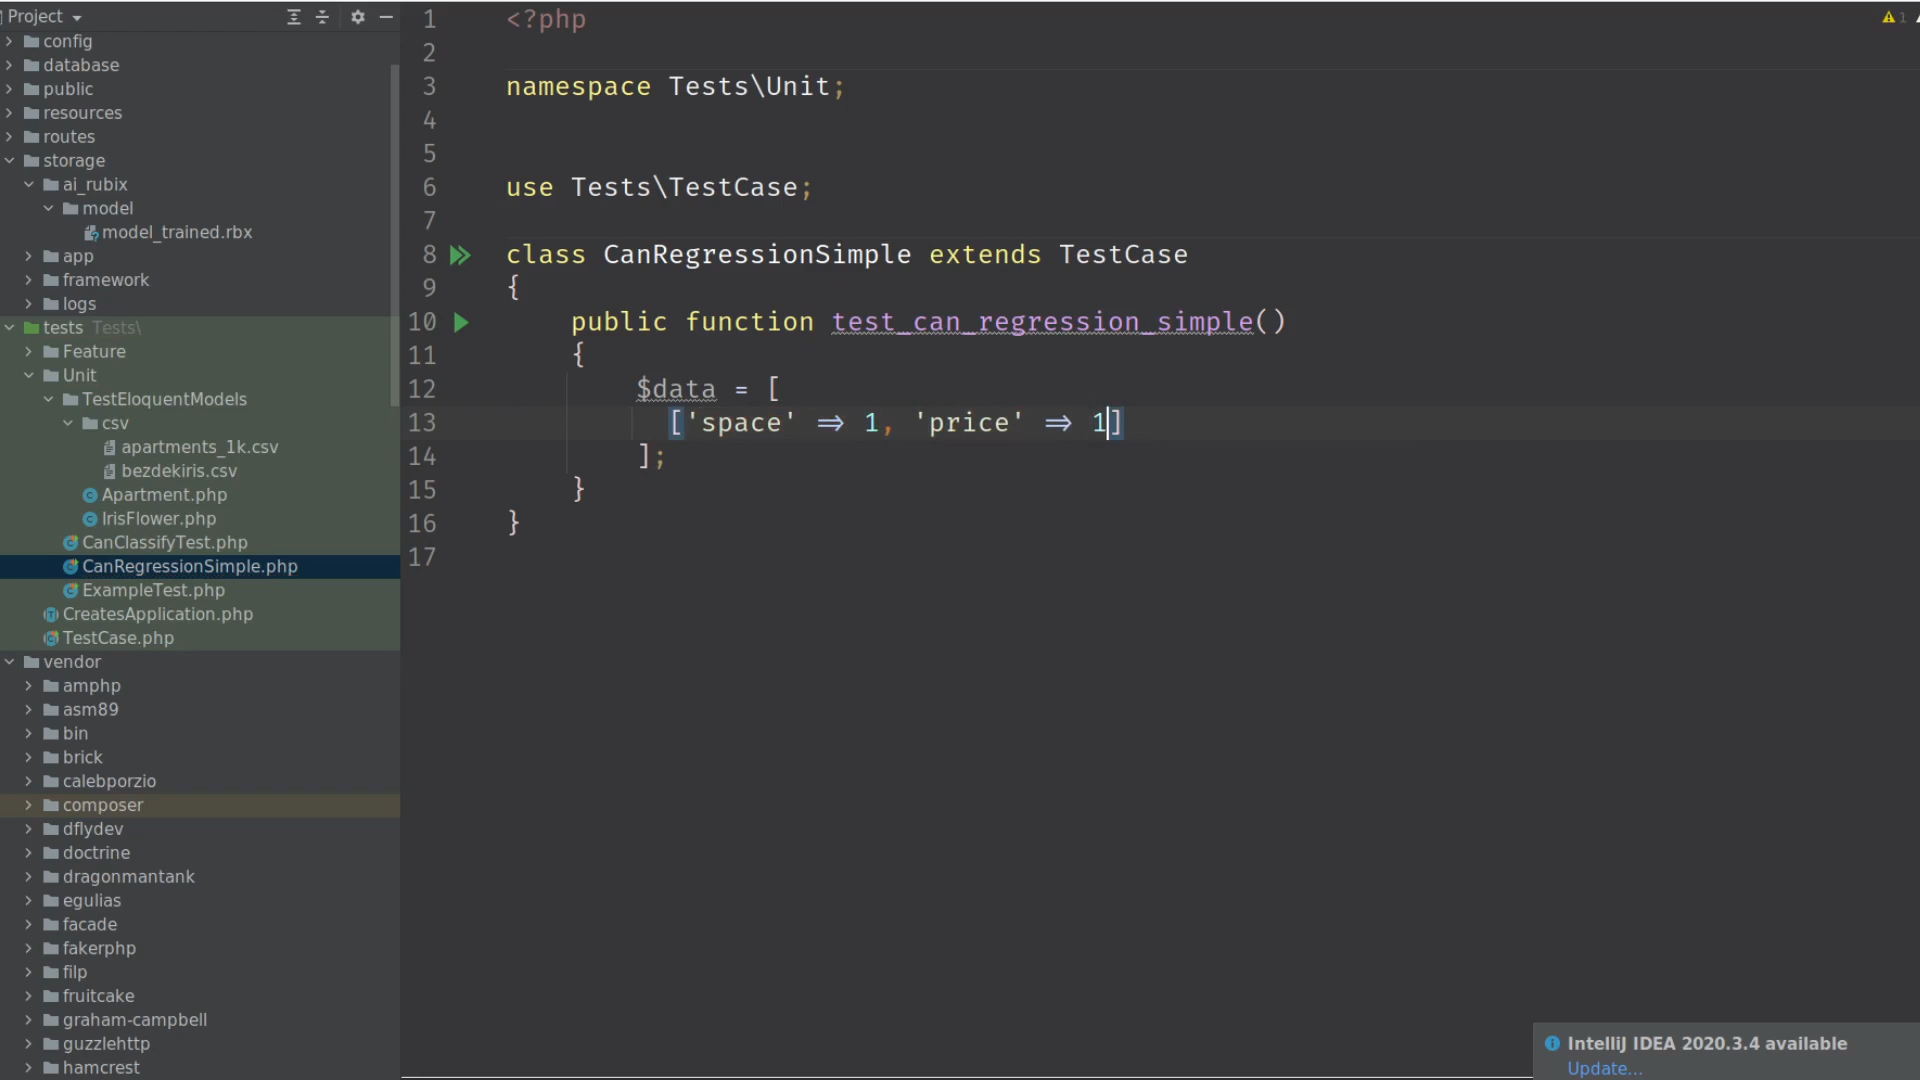 Project
config
database
public
resources
routes
storage
ai_rubix
model
model_trained.rbx
app
framework
logs
tests Tests\
Feature
Unit
TestEloquentModels
csv
apartments_1k.csv
bezdekiris.csv
Apartment.php
IrisFlower.php
CanClassifyTest.php
CanRegressionSimple.php
ExampleTest.php
CreatesApplication.php
TestCase.php
vendor
amphp
asm89
bin
brick
calebporzio
composer
dflydev
doctrine
dragonmantank
egulias
facade
fakerphp
filp
fruitcake
graham-campbell
guzzlehttp
hamcrest
1 <?php
2
3 namespace Tests\Unit;
4
5
6 use Tests\TestCase;
7
8 class CanRegressionSimple extends TestCase
9 {
10 public function test_can_regression_simple()
11 {
12 $data = [
13 ['space' => 1, 'price' => 1]
14 ];
15 }
16 }
17
1
IntelliJ IDEA 2020.3.4 available
Update...